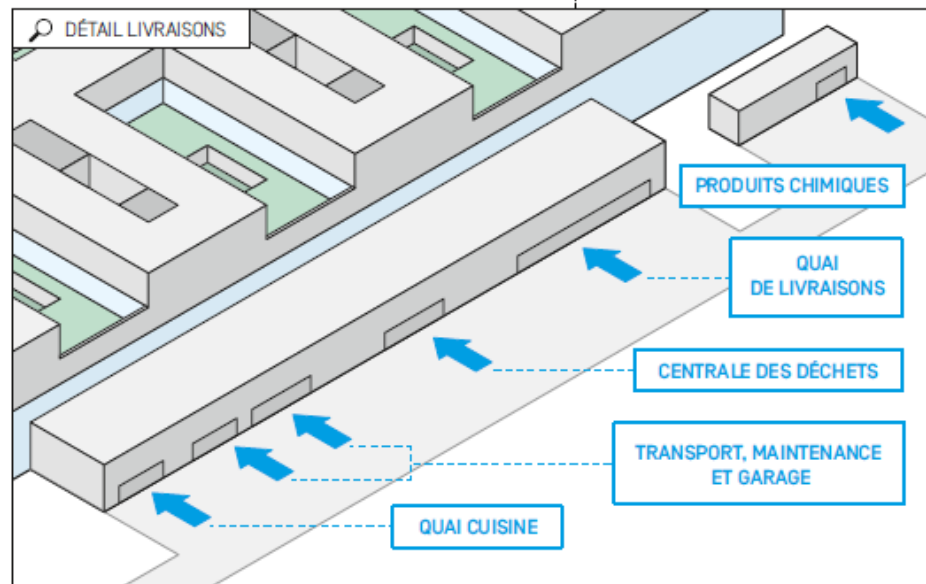 DÉTAIL LIVRAISONS
PRODUITS CHIMIQUES
QUAI
DE LIVRAISONS
CENTRALE DES DÉCHETS
TRANSPORT, MAINTENANCE
ET GARAGE
QUAI CUISINE